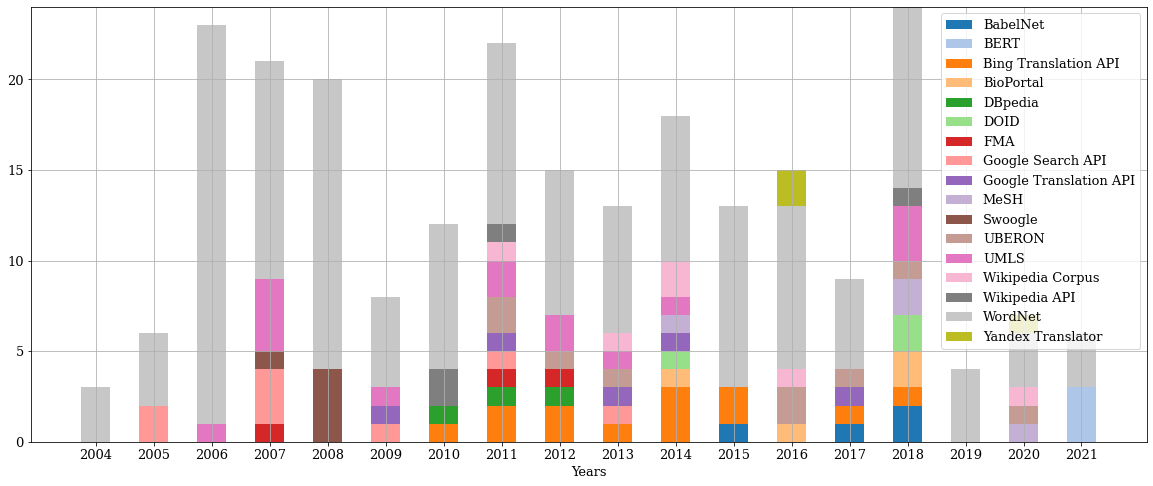 20
15
10
5
0
BabelNet
BERT
Bing Translation API
BioPortal
DBpedia
DOID
FMA
Google Search API
Google Translation API
MeSH
Swoogle
UBERON
UMLS
Wikipedia Corpus
Wikipedia API
WordNet
Yandex Translator
2004 2005 2006 2007 2008 2009 2010 2011 2012 2013 2014 2015 2016 2017 2018 2019 2020 2021
Years